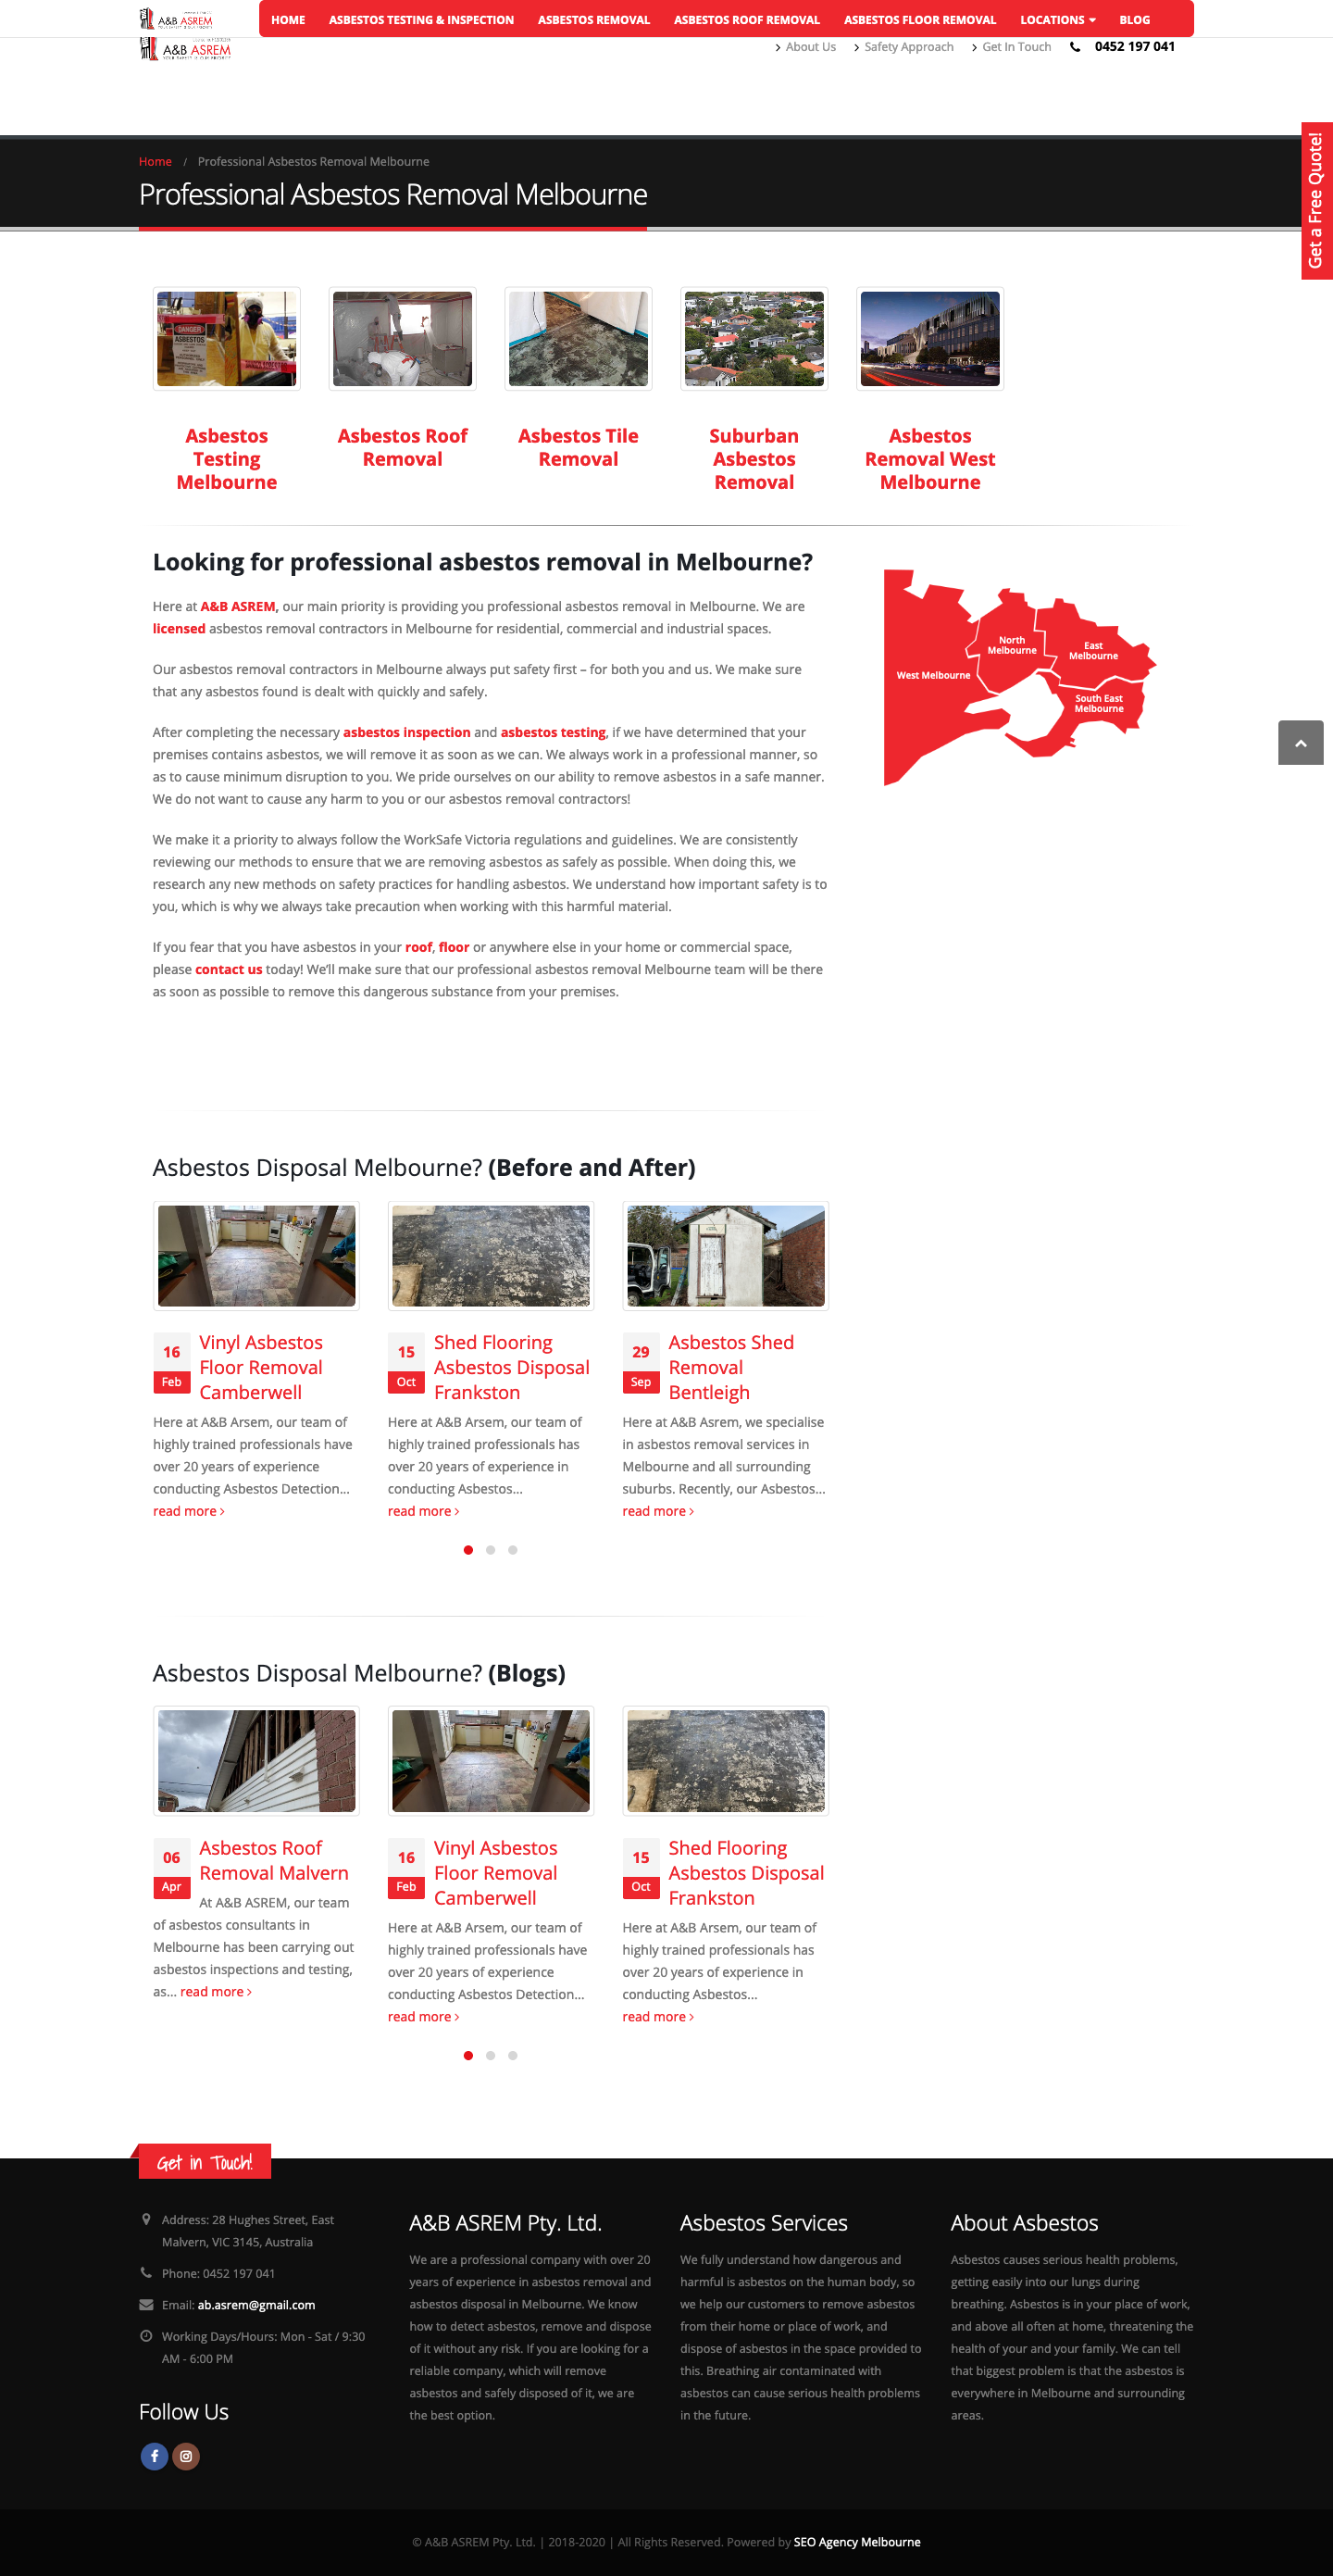 A&B ASREM
HOME ASBESTOS TESTING & INSPECTION ASBESTOS REMOVAL ASBESTOS ROOF REMOVAL ASBESTOS FLOOR REMOVAL LOCATIONS BLOG
A&B ASREM
About Us Safety Approach Get In Touch 0452 197 041
Get a Free Quote!
Home / Professional Asbestos Removal Melbourne
Professional Asbestos Removal Melbourne
DANGER
ASBESTOS
Asbestos
Testing
Melbourne
Asbestos Roof
Removal
Asbestos Tile
Removal
Suburban
Asbestos
Removal
Asbestos
Removal West
Melbourne
Looking for professional asbestos removal in Melbourne?
Here at A&B ASREM, our main priority is providing you professional asbestos removal in Melbourne. We are
licensed asbestos removal contractors in Melbourne for residential, commercial and industrial spaces.
Our asbestos removal contractors in Melbourne always put safety first – for both you and us. We make sure
that any asbestos found is dealt with quickly and safely.
After completing the necessary asbestos inspection and asbestos testing, if we have determined that your
premises contains asbestos, we will remove it as soon as we can. We always work in a professional manner, so
as to cause minimum disruption to you. We pride ourselves on our ability to remove asbestos in a safe manner.
We do not want to cause any harm to you or our asbestos removal contractors!
We make it a priority to always follow the WorkSafe Victoria regulations and guidelines. We are consistently
reviewing our methods to ensure that we are removing asbestos as safely as possible. When doing this, we
research any new methods on safety practices for handling asbestos. We understand how important safety is to
you, which is why we always take precaution when working with this harmful material.
If you fear that you have asbestos in your roof, floor or anywhere else in your home or commercial space,
please contact us today! We'll make sure that our professional asbestos removal Melbourne team will be there
as soon as possible to remove this dangerous substance from your premises.
West Melbourne
North
Melbourne
East
Melbourne
South East
Melbourne
Asbestos Disposal Melbourne? (Before and After)
16
Feb
Vinyl Asbestos
Floor Removal
Camberwell
Here at A&B Arsem, our team of
highly trained professionals have
over 20 years of experience
conducting Asbestos Detection...
read more
15
Oct
Shed Flooring
Asbestos Disposal
Frankston
Here at A&B Arsem, our team of
highly trained professionals has
over 20 years of experience in
conducting Asbestos...
read more
29
Sep
Asbestos Shed
Removal
Bentleigh
Here at A&B Asrem, we specialise
in asbestos removal services in
Melbourne and all surrounding
suburbs. Recently, our Asbestos...
read more
Asbestos Disposal Melbourne? (Blogs)
06
Apr
Asbestos Roof
Removal Malvern
At A&B ASREM, our team
of asbestos consultants in
Melbourne has been carrying out
asbestos inspections and testing,
as... read more
16
Feb
Vinyl Asbestos
Floor Removal
Camberwell
Here at A&B Arsem, our team of
highly trained professionals have
over 20 years of experience
conducting Asbestos Detection...
read more
15
Oct
Shed Flooring
Asbestos Disposal
Frankston
Here at A&B Arsem, our team of
highly trained professionals has
over 20 years of experience in
conducting Asbestos...
read more
Get in Touch!
Address: 28 Hughes Street, East
Malvern, VIC 3145, Australia
Phone: 0452 197 041
Email: ab.asrem@gmail.com
Working Days/Hours: Mon - Sat / 9:30
AM - 6:00 PM
Follow Us
A&B ASREM Pty. Ltd.
We are a professional company with over 20
years of experience in asbestos removal and
asbestos disposal in Melbourne. We know
how to detect asbestos, remove and dispose
of it without any risk. If you are looking for a
reliable company, which will remove
asbestos and safely disposed of it, we are
the best option.
Asbestos Services
We fully understand how dangerous and
harmful is asbestos on the human body, so
we help our customers to remove asbestos
from their home or place of work, and
dispose of asbestos in the space provided to
this. Breathing air contaminated with
asbestos can cause serious health problems
in the future.
About Asbestos
Asbestos causes serious health problems,
getting easily into our lungs during
breathing. Asbestos is in your place of work,
and above all often at home, threatening the
health of your and your family. We can tell
that biggest problem is that the asbestos is
everywhere in Melbourne and surrounding
areas.
© A&B ASREM Pty. Ltd. | 2018-2020 | All Rights Reserved. Powered by SEO Agency Melbourne